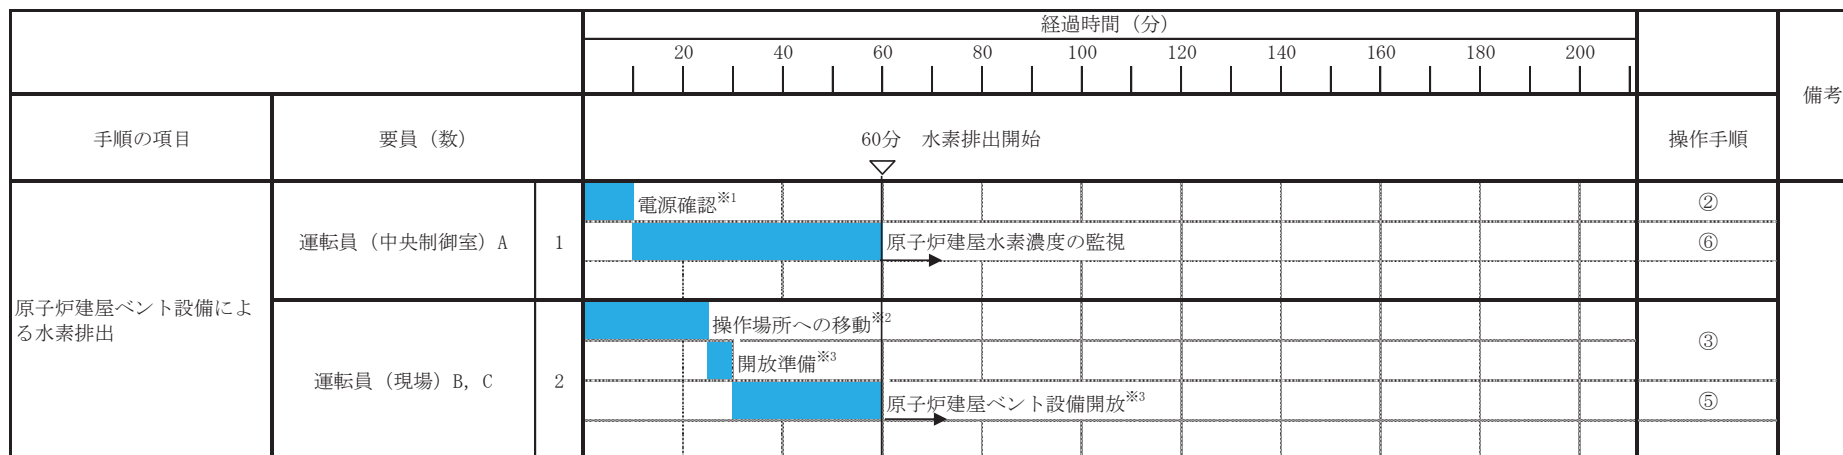 経過時間（分）
20 40 60 80 100 120 140 160 180 200
備考
手順の項目 要員（数） 60分　水素排出開始 操作手順
電源確認※1 ②
運転員（中央制御室）A 1 原子炉建屋水素濃度の監視 ⑥
原子炉建屋ベント設備によ
る水素排出
操作場所への移動※2
③
開放準備※3
運転員（現場）B，C 2
原子炉建屋ベント設備開放※3 ⑤